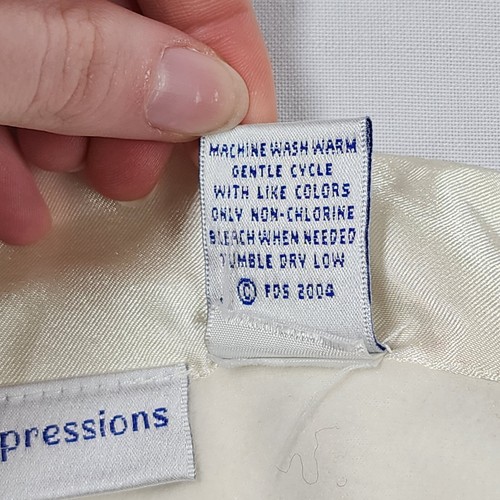 MACHINE WASH WARM
GENTLE CYCLE
WITH LIKE COLORS
ONLY NON-CHLORINE
BLEACH WHEN NEEDED
TUMBLE DRY LOW
© PDS 2004
pressions